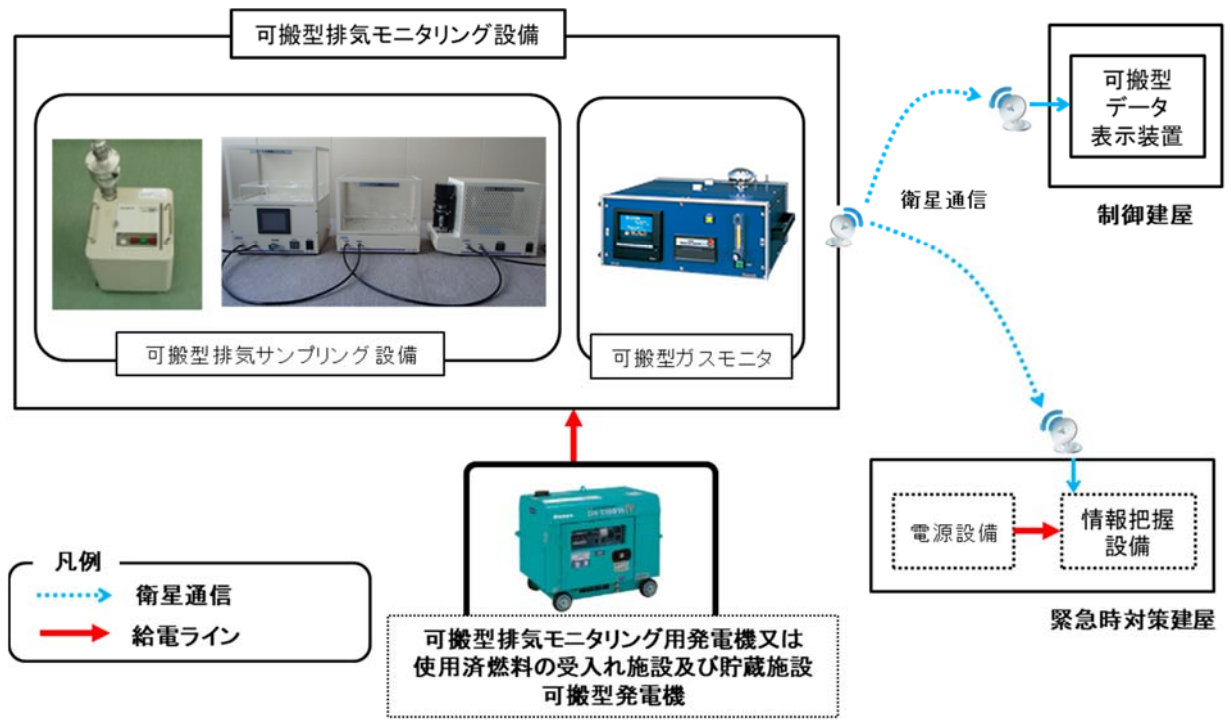 可搬型排気モニタリング設備
可搬型
データ
表示装置
制御建屋
衛星通信
可搬型排気サンプリング設備
可搬型ガスモニタ
電源設備
情報把握
設備
緊急時対策建屋
凡例
衛星通信
給電ライン
可搬型排気モニタリング用発電機又は
使用済燃料の受入れ施設及び貯蔵施設
可搬型発電機